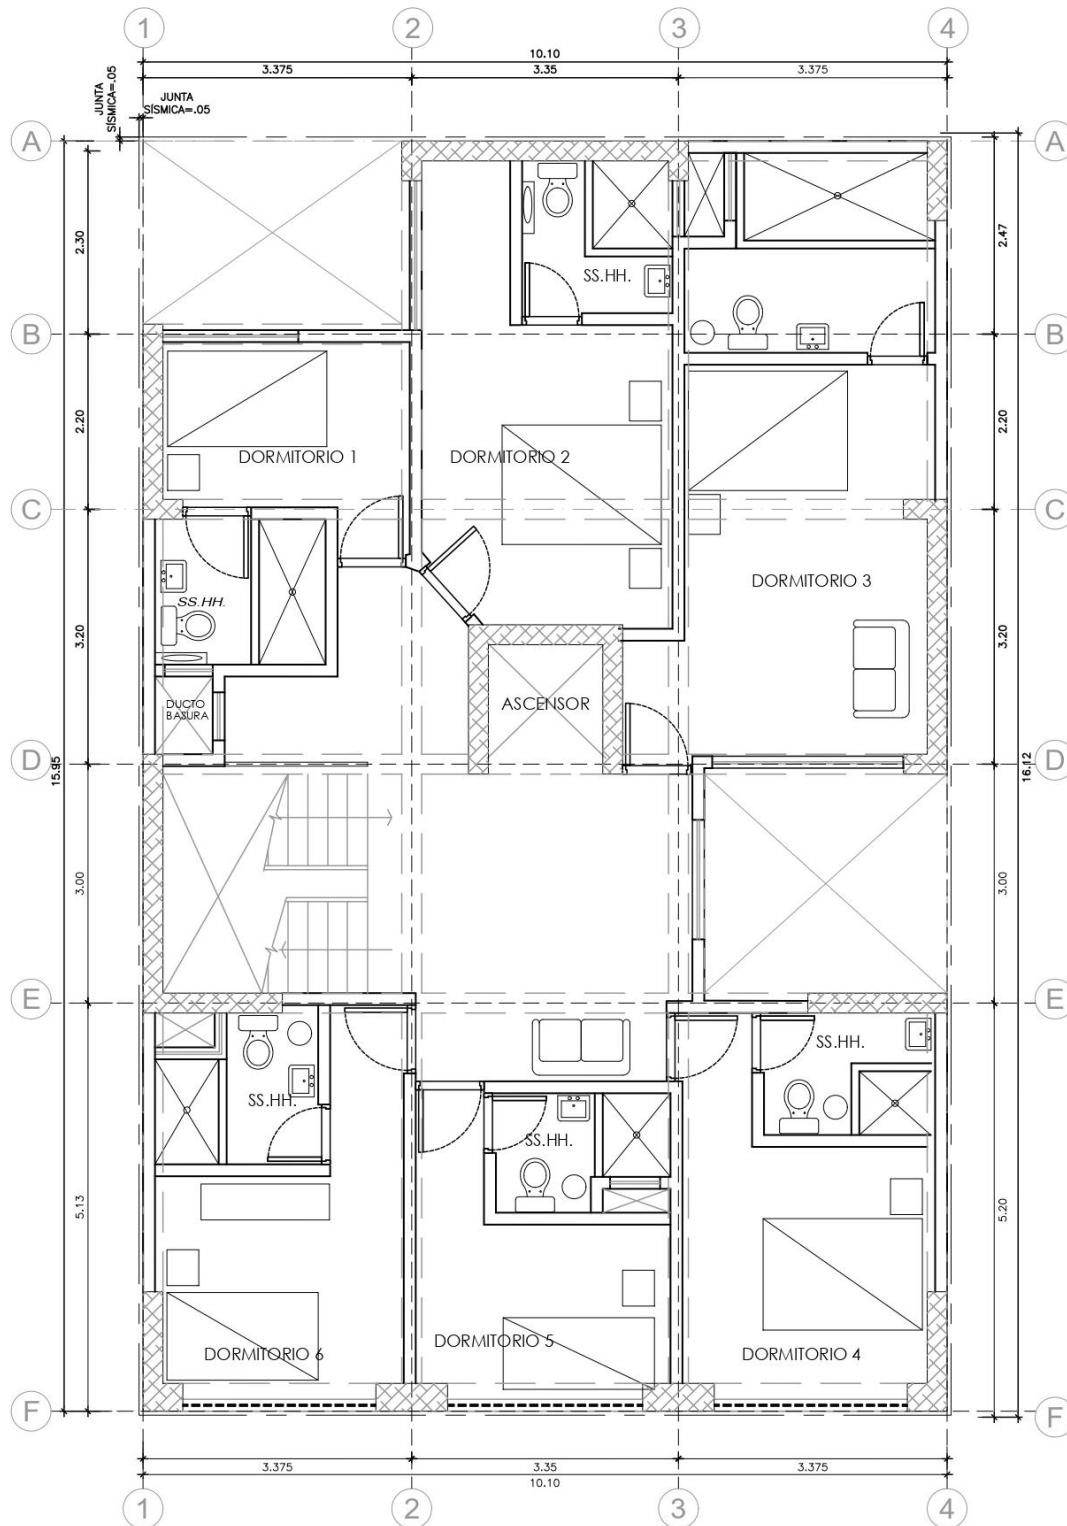 1 2 3 4
10.10
3.375 3.35 3.375
JUNTA
SÍSMICA=.05
JUNTA
SÍSMICA=.05
A A
2.30 2.47
SS.HH.
B B
2.20 2.20
DORMITORIO 1 DORMITORIO 2
C C
DORMITORIO 3
SS.HH.
3.20 3.20
DUCTO
BASURA
ASCENSOR
D D
15.95 16.12
3.00 3.00
E E
SS.HH.
SS.HH.
SS.HH.
5.13 5.20
DORMITORIO 6 DORMITORIO 5 DORMITORIO 4
F F
3.375 3.35 3.375
10.10
1 2 3 4